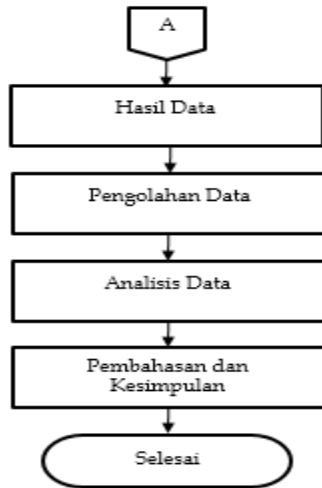 A
Hasil Data
Pengolahan Data
Analisis Data
Pembahasan dan
Kesimpulan
Selesai